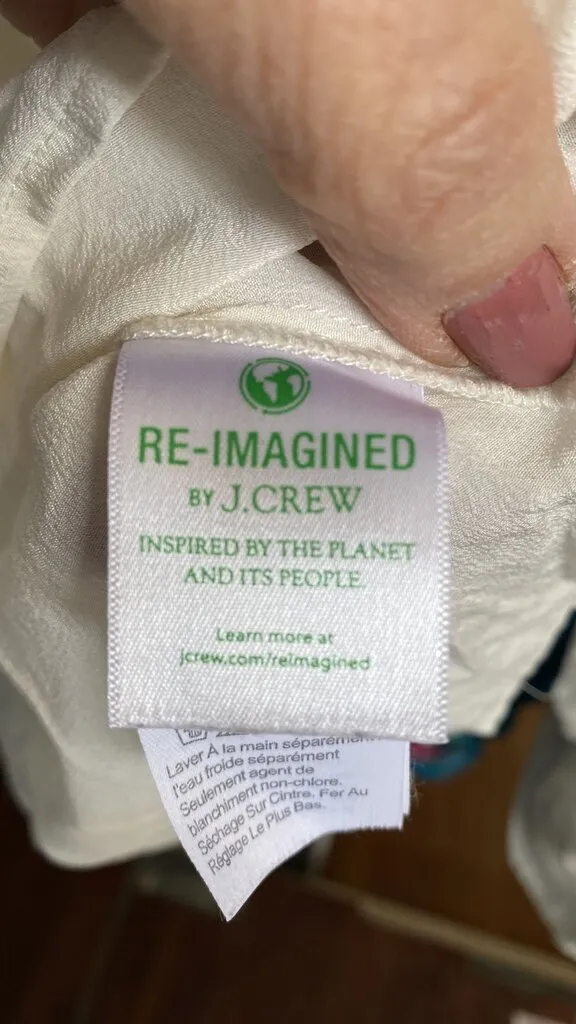 RE-IMAGINED
BY J.CREW
INSPIRED BY THE PLANET
AND ITS PEOPLE.
Learn more at
jcrew.com/reimagined
Laver À la main séparément
l'eau froide séparément
Seulement agent de
blanchiment non-chlore.
Séchage Sur Cintre. Fer Au
Réglage Le Plus Bas.